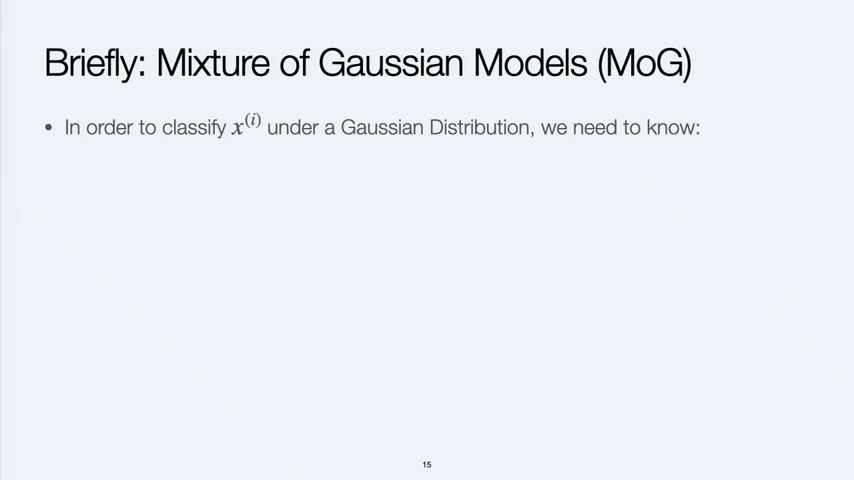 Briefly: Mixture of Gaussian Models (MoG)
• In order to classify x⁽ⁱ⁾ under a Gaussian Distribution, we need to know:
15